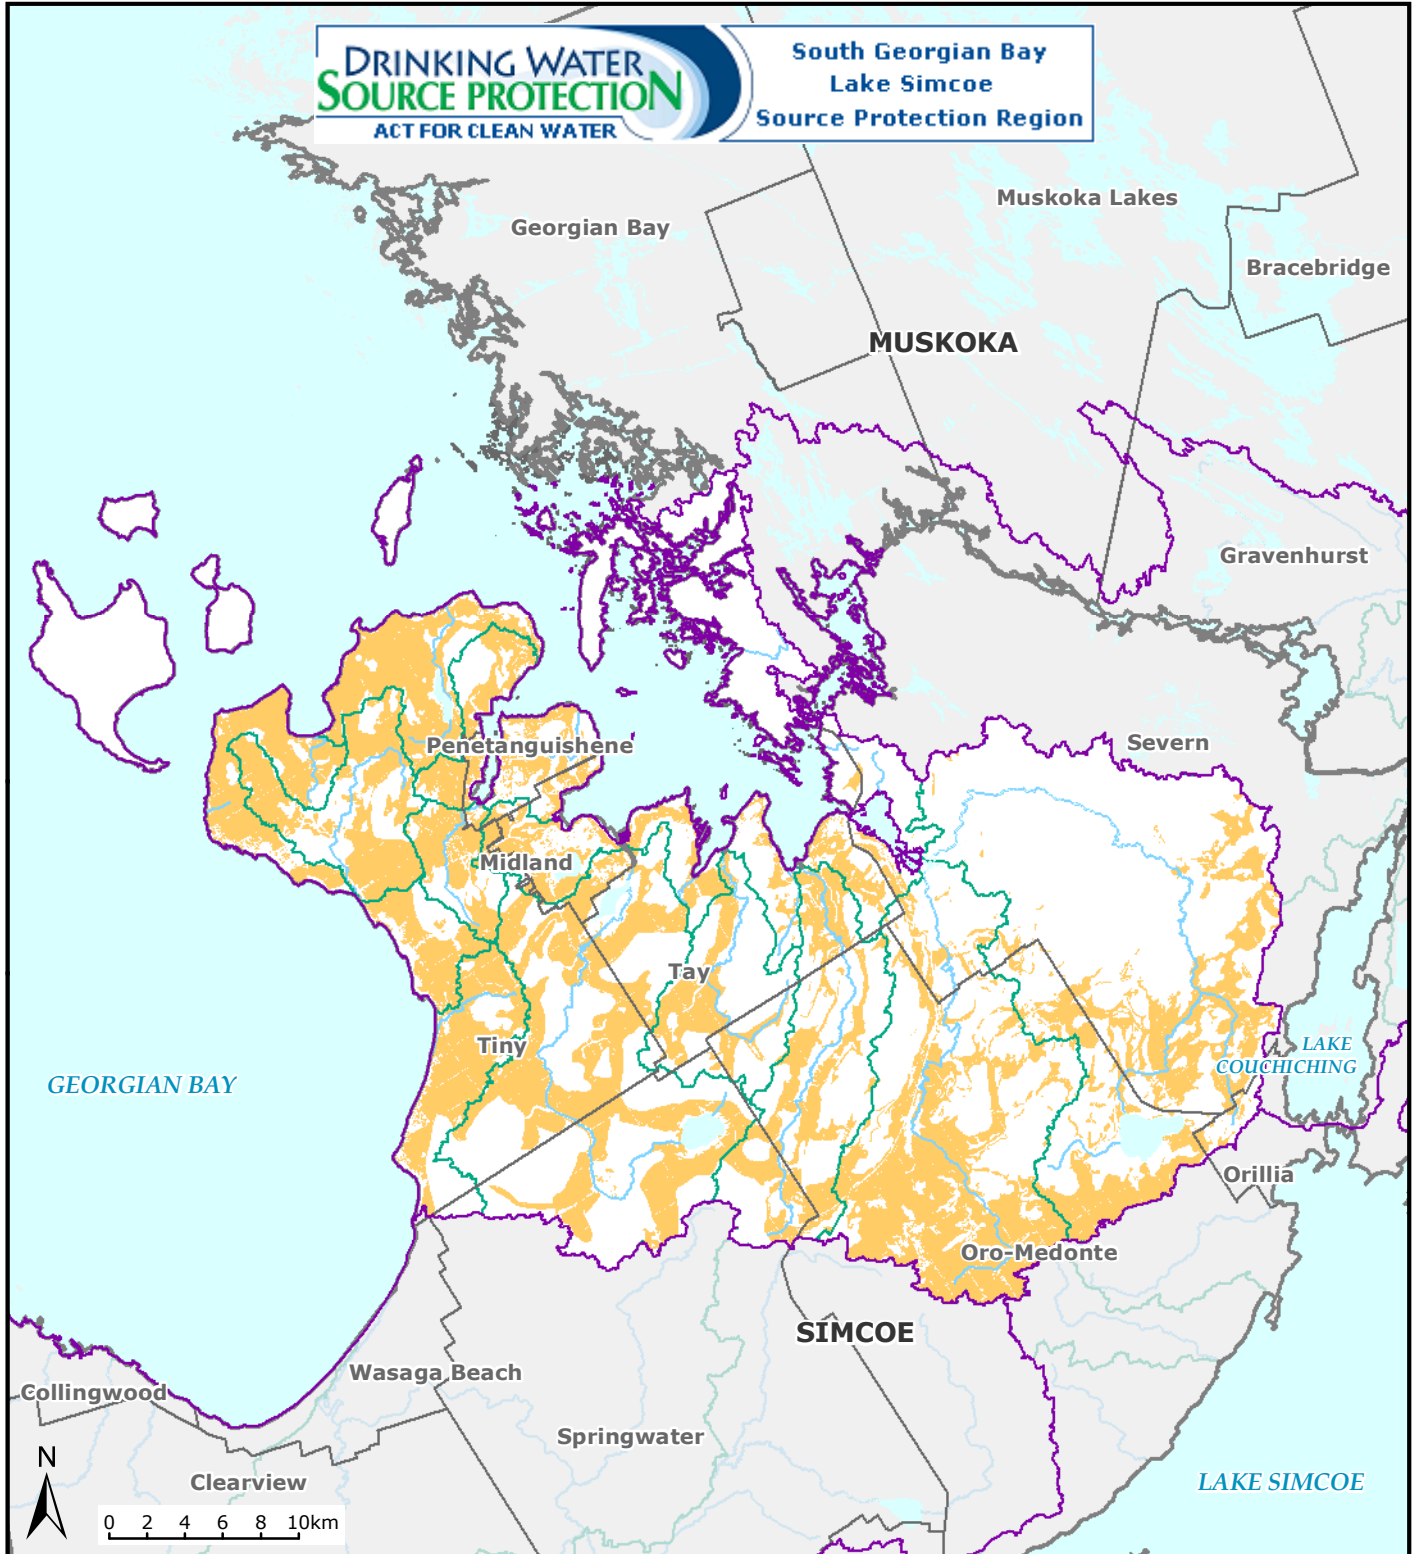 DRINKING WATER
SOURCE PROTECTION
ACT FOR CLEAN WATER
South Georgian Bay
Lake Simcoe
Source Protection Region
Muskoka Lakes
Georgian Bay
Bracebridge
MUSKOKA
Gravenhurst
Severn
Penetanguishene
Midland
Tay
Tiny
LAKE
COUCHICHING
GEORGIAN BAY
Orillia
Oro-Medonte
SIMCOE
Wasaga Beach
Collingwood
Springwater
N
Clearview
LAKE SIMCOE
0 2 4 6 8 10km